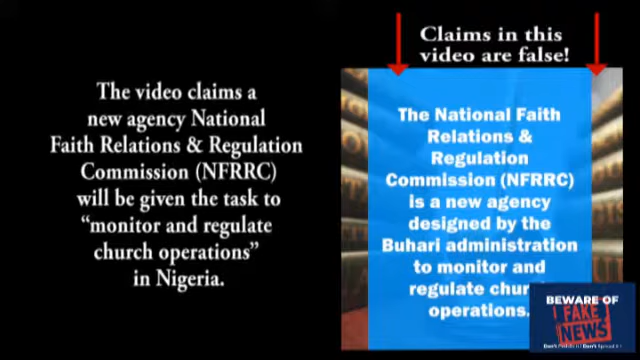 The video claims a
new agency National
Faith Relations & Regulation
Commission (NFRRC)
will be given the task to
“monitor and regulate
church operations”
in Nigeria.
Claims in this
video are false!
The National Faith
Relations &
Regulation
Commission (NFRRC)
is a new agency
designed by the
Buhari administration
to monitor and
regulate
operations.
BEWARE OF
FAKE
NEWS